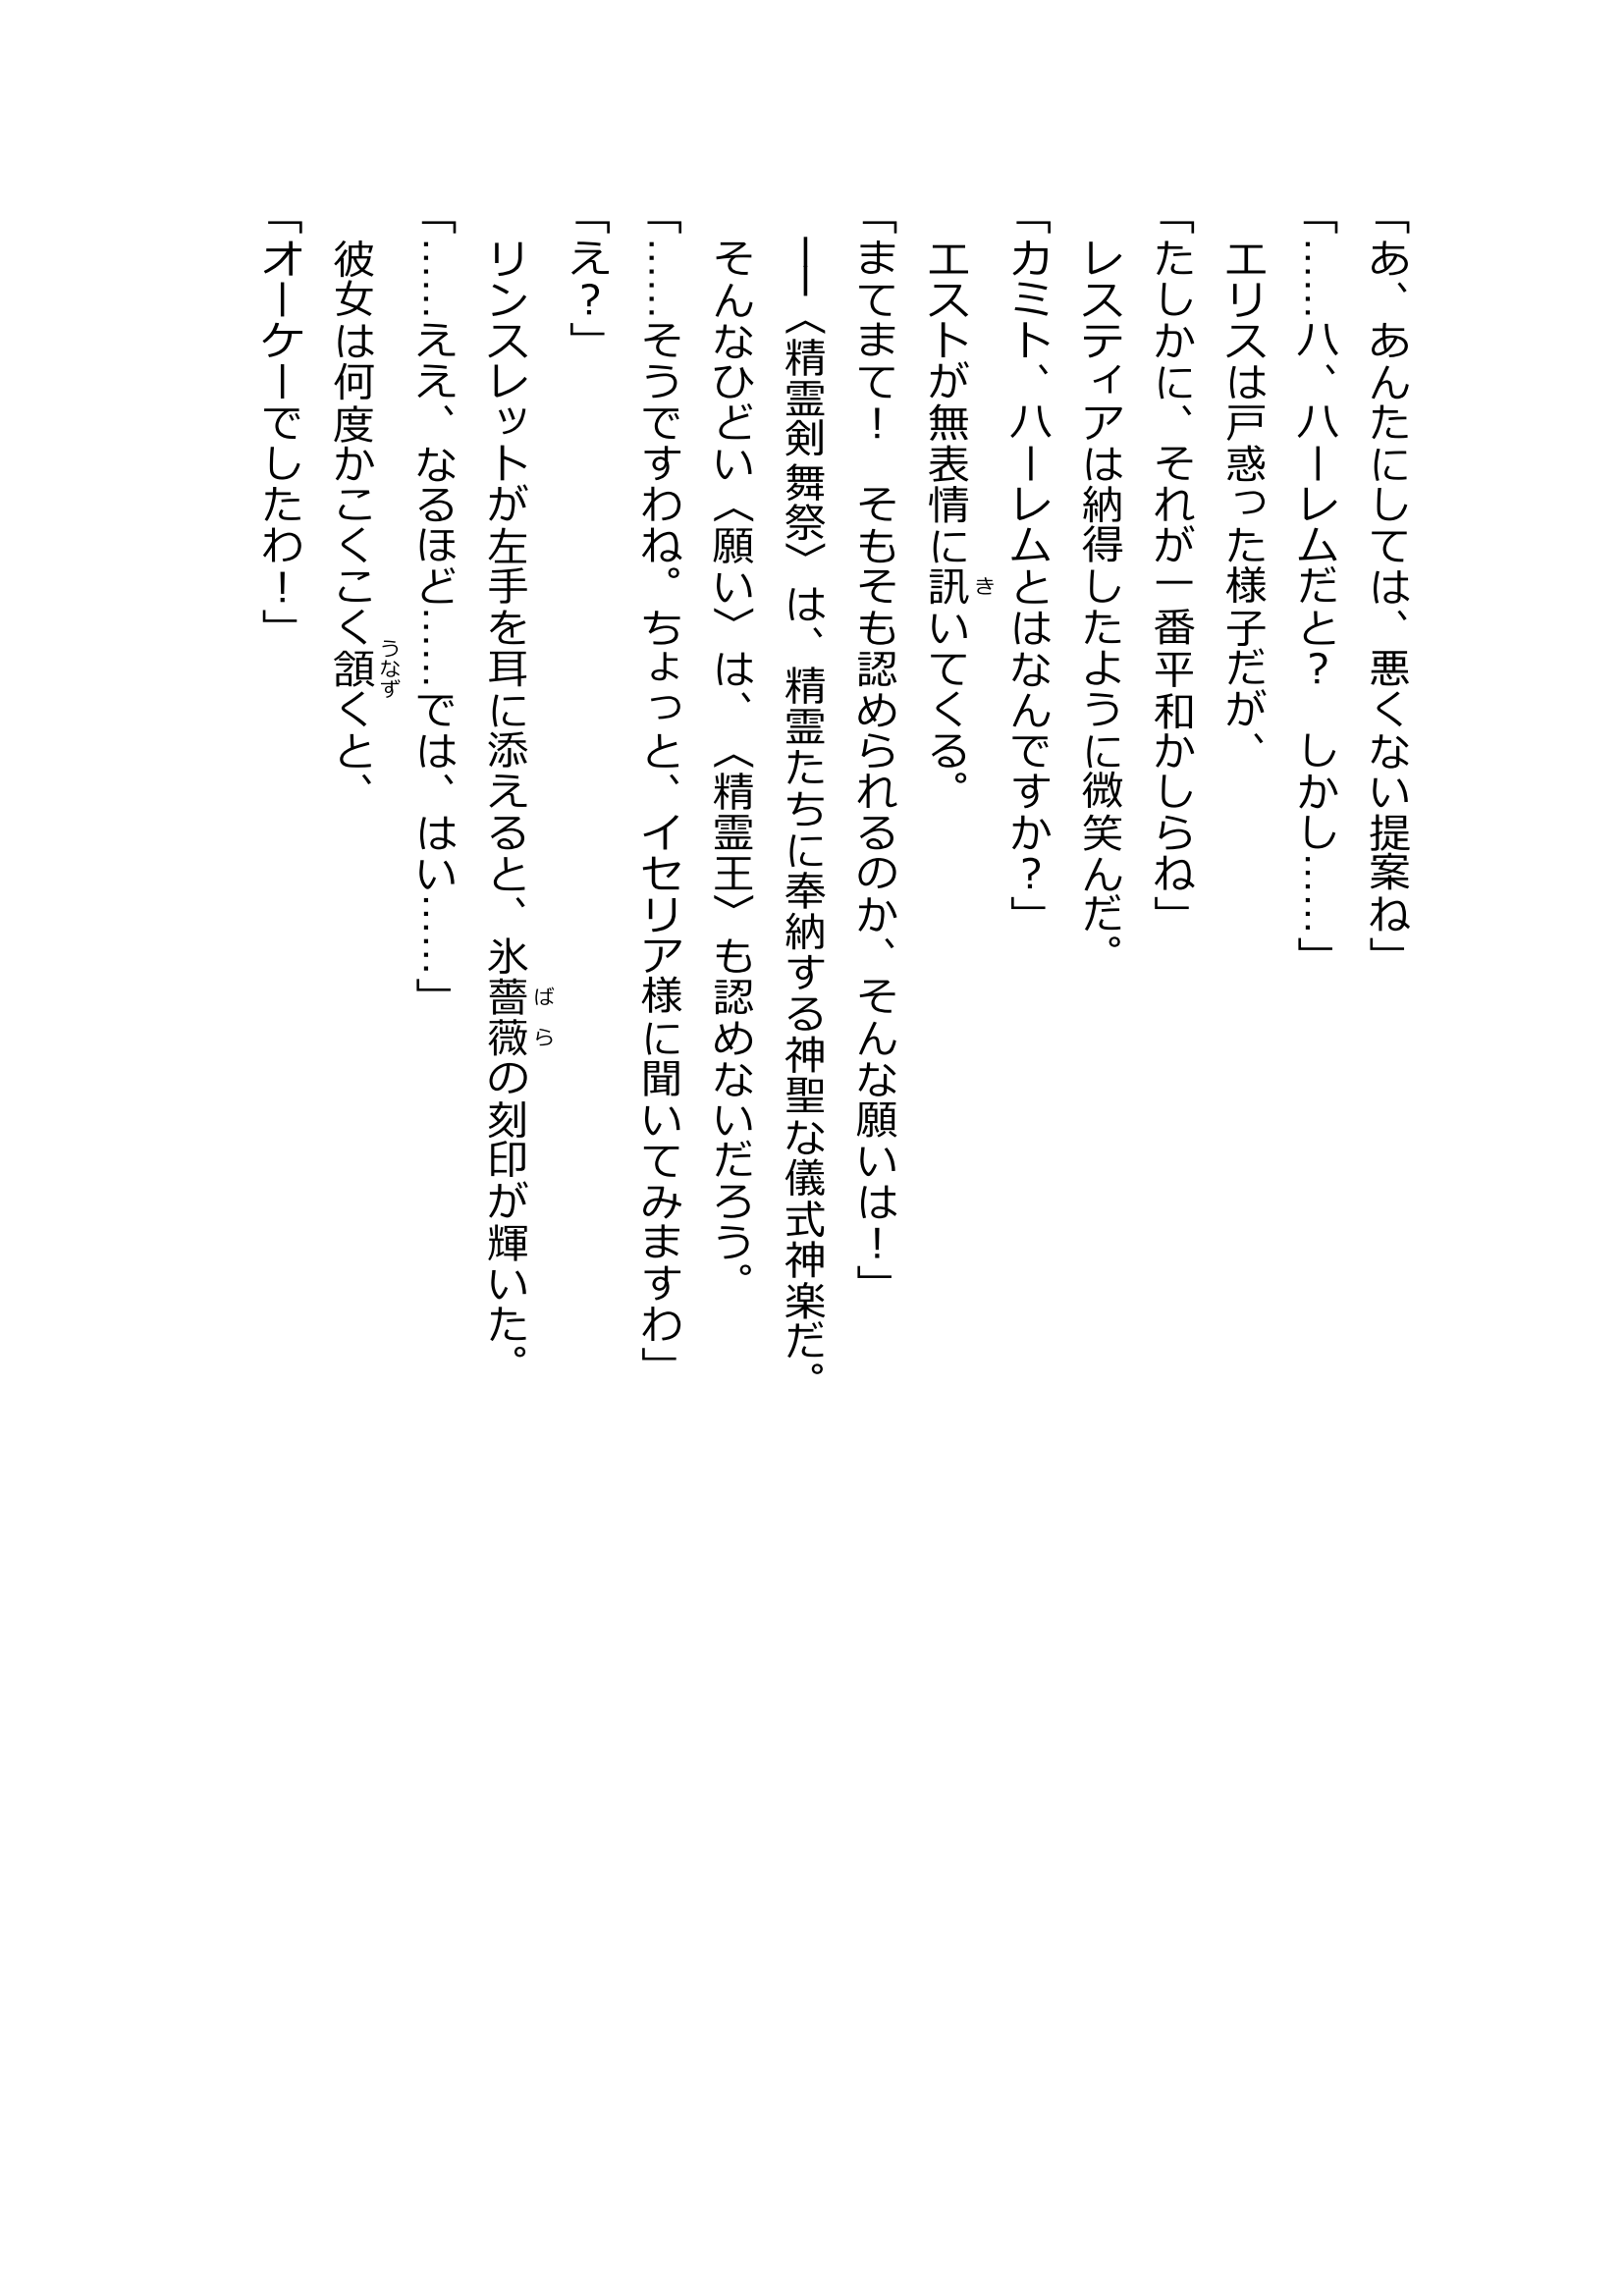 「あ、あんたにしては、悪くない提案ね」
「……ハ、ハーレムだと？　しかし……」
　エリスは戸惑った様子だが、
「たしかに、それが一番平和かしらね」
　レスティアは納得したように微笑んだ。
「カミト、ハーレムとはなんですか？」
　エストが無表情に訊いてくる。
「まてまて！　そもそも認められるのか、そんな願いは！」
　――〈精霊剣舞祭〉は、精霊たちに奉納する神聖な儀式神楽だ。
　そんなひどい〈願い〉は、〈精霊王〉も認めないだろう。
「……そうですわね。ちょっと、イセリア様に聞いてみますわ」
「え？」
　リンスレットが左手を耳に添えると、氷薔薇の刻印が輝いた。
「……ええ、なるほど……では、はい……」
　彼女は何度かこくこく頷くと、
「オーケーでしたわ！」